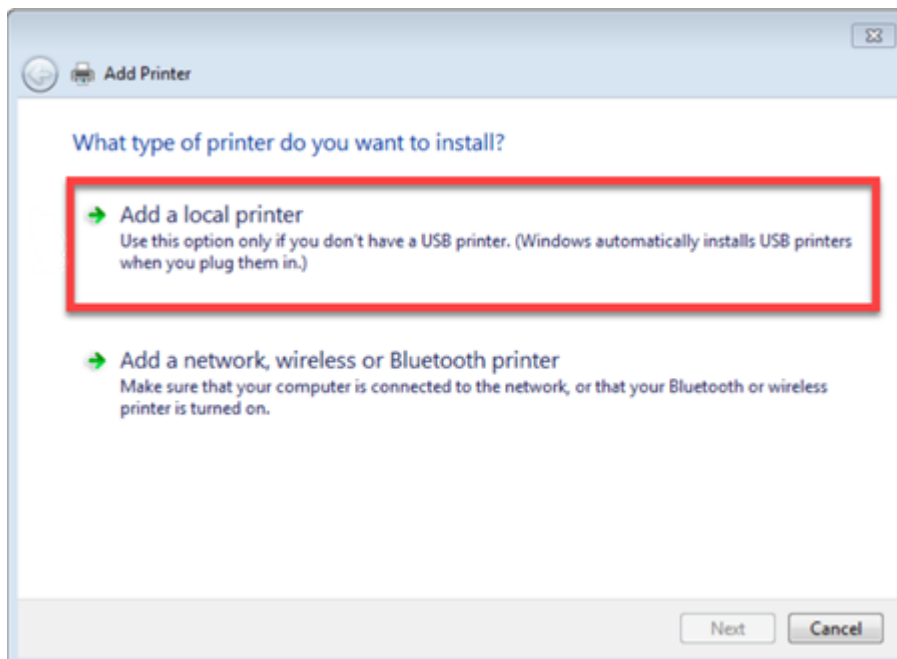 Add Printer
What type of printer do you want to install?
Add a local printer
Use this option only if you don't have a USB printer. (Windows automatically installs USB printers
when you plug them in.)
Add a network, wireless or Bluetooth printer
Make sure that your computer is connected to the network, or that your Bluetooth or wireless
printer is turned on.
Next
Cancel